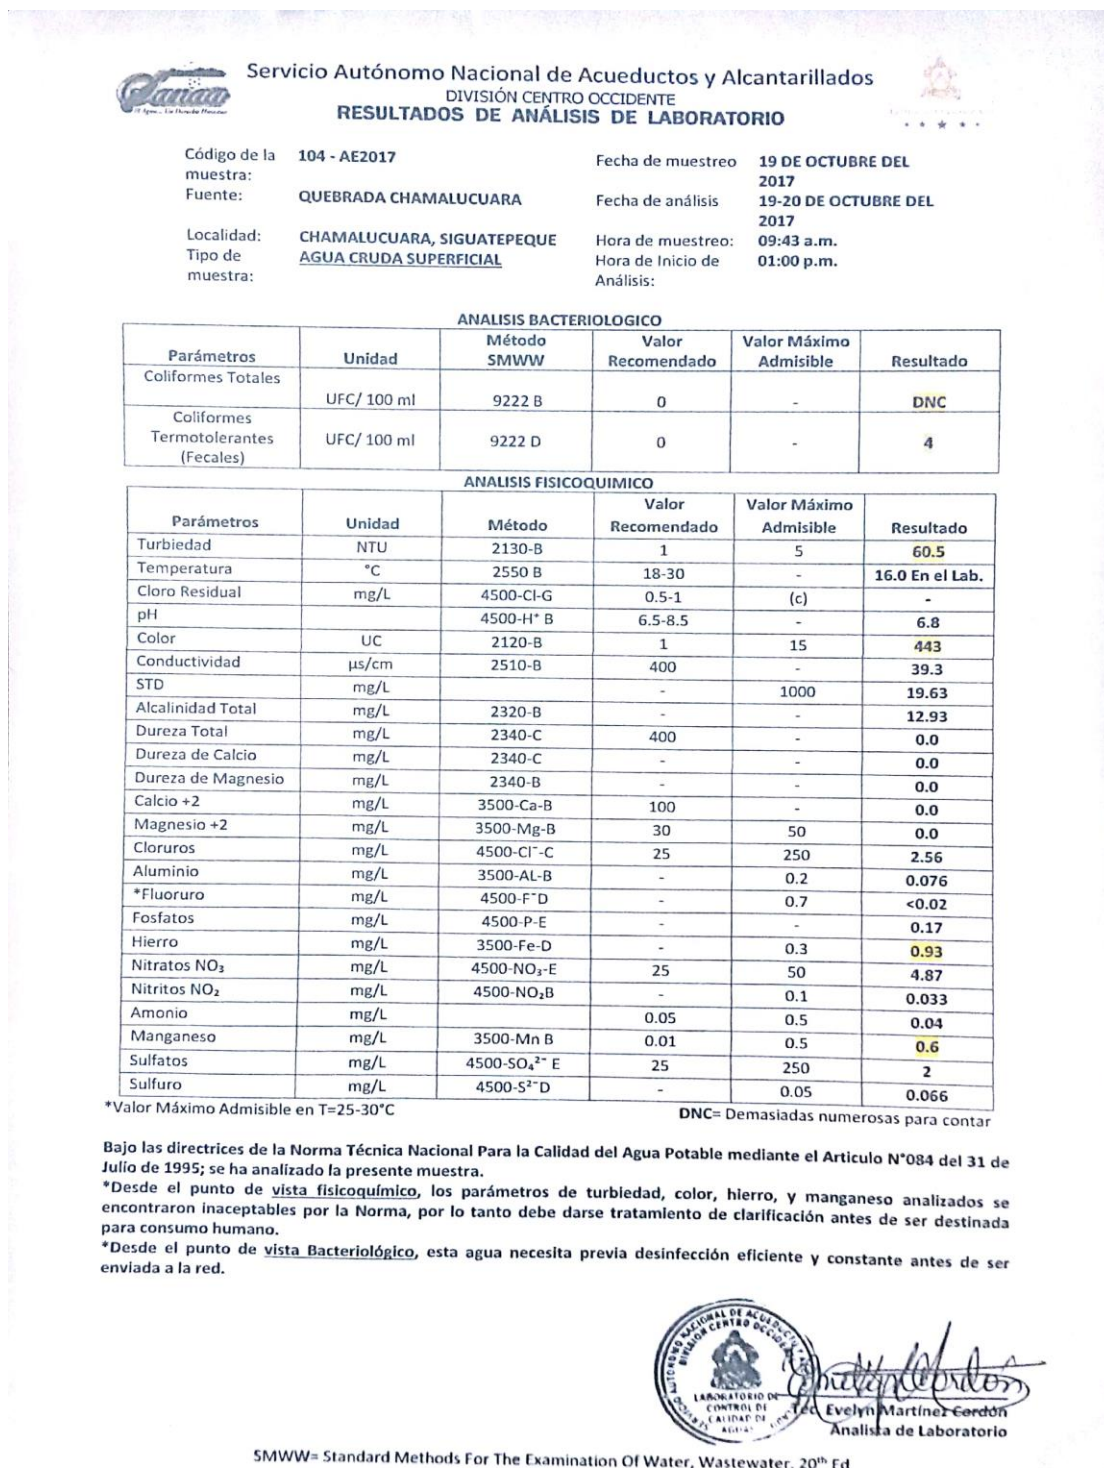 Sanaa
Servicio Autónomo Nacional de Acueductos y Alcantarillados
DIVISIÓN CENTRO OCCIDENTE
RESULTADOS DE ANÁLISIS DE LABORATORIO
Código de la muestra: 104 - AE2017 Fecha de muestreo 19 DE OCTUBRE DEL 2017
Fuente: QUEBRADA CHAMALUCUARA Fecha de análisis 19-20 DE OCTUBRE DEL 2017
Localidad: CHAMALUCUARA, SIGUATEPEQUE Hora de muestreo: 09:43 a.m.
Tipo de muestra: AGUA CRUDA SUPERFICIAL Hora de Inicio de Análisis: 01:00 p.m.
ANALISIS BACTERIOLOGICO
Parámetros Unidad Método SMWW Valor Recomendado Valor Máximo Admisible Resultado
Coliformes Totales UFC/ 100 ml 9222 B 0 - DNC
Coliformes Termotolerantes (Fecales) UFC/ 100 ml 9222 D 0 - 4
ANALISIS FISICOQUIMICO
Parámetros Unidad Método Valor Recomendado Valor Máximo Admisible Resultado
Turbiedad NTU 2130-B 1 5 60.5
Temperatura °C 2550 B 18-30 - 16.0 En el Lab.
Cloro Residual mg/L 4500-Cl-G 0.5-1 (c) -
pH 4500-H⁺ B 6.5-8.5 - 6.8
Color UC 2120-B 1 15 443
Conductividad µs/cm 2510-B 400 - 39.3
STD mg/L - 1000 19.63
Alcalinidad Total mg/L 2320-B - - 12.93
Dureza Total mg/L 2340-C 400 - 0.0
Dureza de Calcio mg/L 2340-C - - 0.0
Dureza de Magnesio mg/L 2340-B - - 0.0
Calcio +2 mg/L 3500-Ca-B 100 - 0.0
Magnesio +2 mg/L 3500-Mg-B 30 50 0.0
Cloruros mg/L 4500-Cl⁻-C 25 250 2.56
Aluminio mg/L 3500-AL-B - 0.2 0.076
*Fluoruro mg/L 4500-F⁻D - 0.7 <0.02
Fosfatos mg/L 4500-P-E - - 0.17
Hierro mg/L 3500-Fe-D - 0.3 0.93
Nitratos NO₃ mg/L 4500-NO₃-E 25 50 4.87
Nitritos NO₂ mg/L 4500-NO₂B - 0.1 0.033
Amonio mg/L 0.05 0.5 0.04
Manganeso mg/L 3500-Mn B 0.01 0.5 0.6
Sulfatos mg/L 4500-SO₄²⁻ E 25 250 2
Sulfuro mg/L 4500-S²⁻D - 0.05 0.066
*Valor Máximo Admisible en T=25-30°C DNC= Demasiadas numerosas para contar
Bajo las directrices de la Norma Técnica Nacional Para la Calidad del Agua Potable mediante el Articulo N°084 del 31 de
Julio de 1995; se ha analizado la presente muestra.
*Desde el punto de vista fisicoquímico, los parámetros de turbiedad, color, hierro, y manganeso analizados se
encontraron inaceptables por la Norma, por lo tanto debe darse tratamiento de clarificación antes de ser destinada
para consumo humano.
*Desde el punto de vista Bacteriológico, esta agua necesita previa desinfección eficiente y constante antes de ser
enviada a la red.
DIVISIÓN CENTRO OCCIDENTE
LABORATORIO DE
CONTROL DE
CALIDAD DE
AGUAS
Tec. Evelyn Martínez Cordón
Analista de Laboratorio
SMWW= Standard Methods For The Examination Of Water, Wastewater, 20th Ed